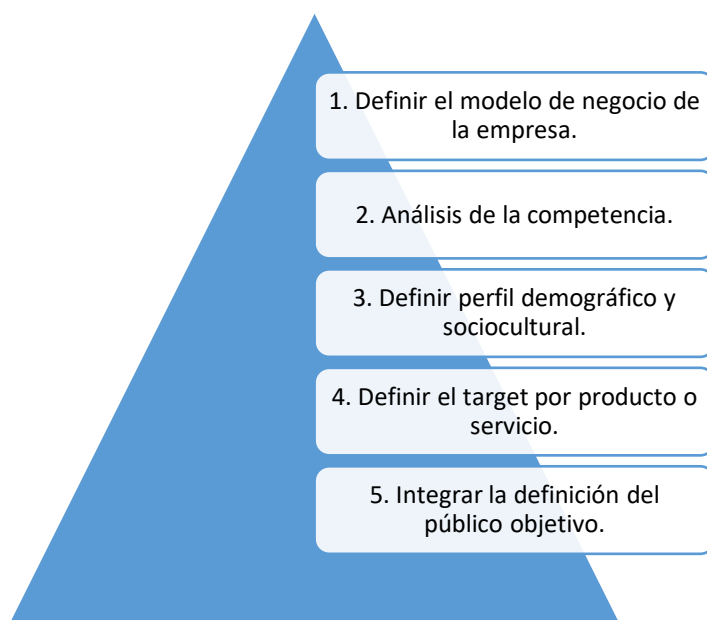 1. Definir el modelo de negocio de
la empresa.
2. Análisis de la competencia.
3. Definir perfil demográfico y
sociocultural.
4. Definir el target por producto o
servicio.
5. Integrar la definición del
público objetivo.